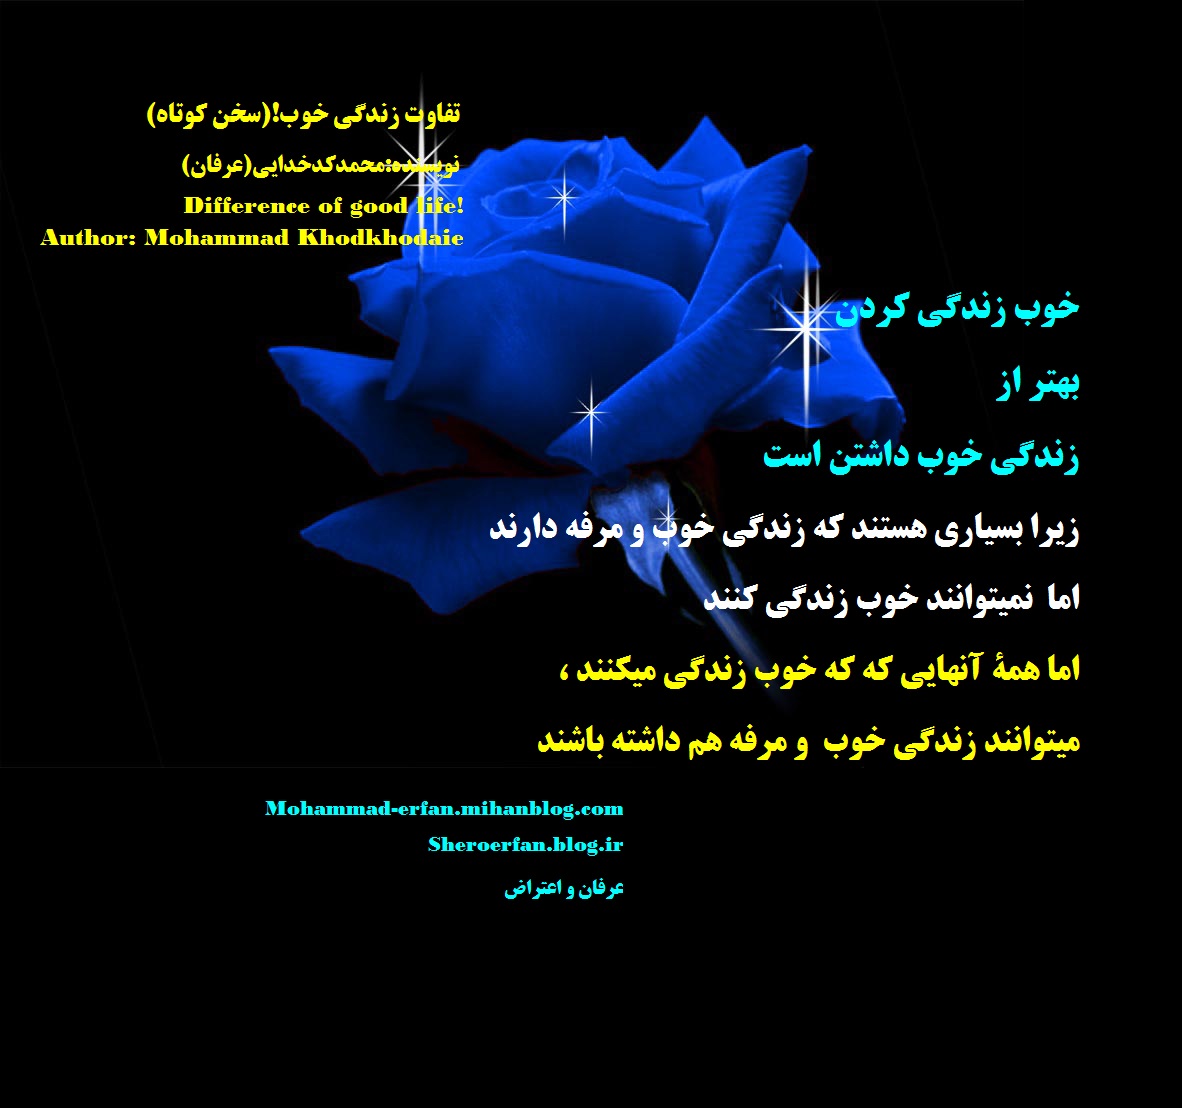 تفاوت زندگی خوب!(سخن کوتاه)
نویسنده:محمدکدخدایی(عرفان)
Difference of good life!
Author: Mohammad Khodkhodaie
خوب زندگی کردن
بهتر از
زندگی خوب داشتن است
زیرا بسیاری هستند که زندگی خوب و مرفه دارند
اما نمیتوانند خوب زندگی کنند
اما همهٔ آنهایی که که خوب زندگی میکنند ،
میتوانند زندگی خوب و مرفه هم داشته باشند
Mohammad-erfan.mihanblog.com
Sheroerfan.blog.ir
عرفان و اعتراض